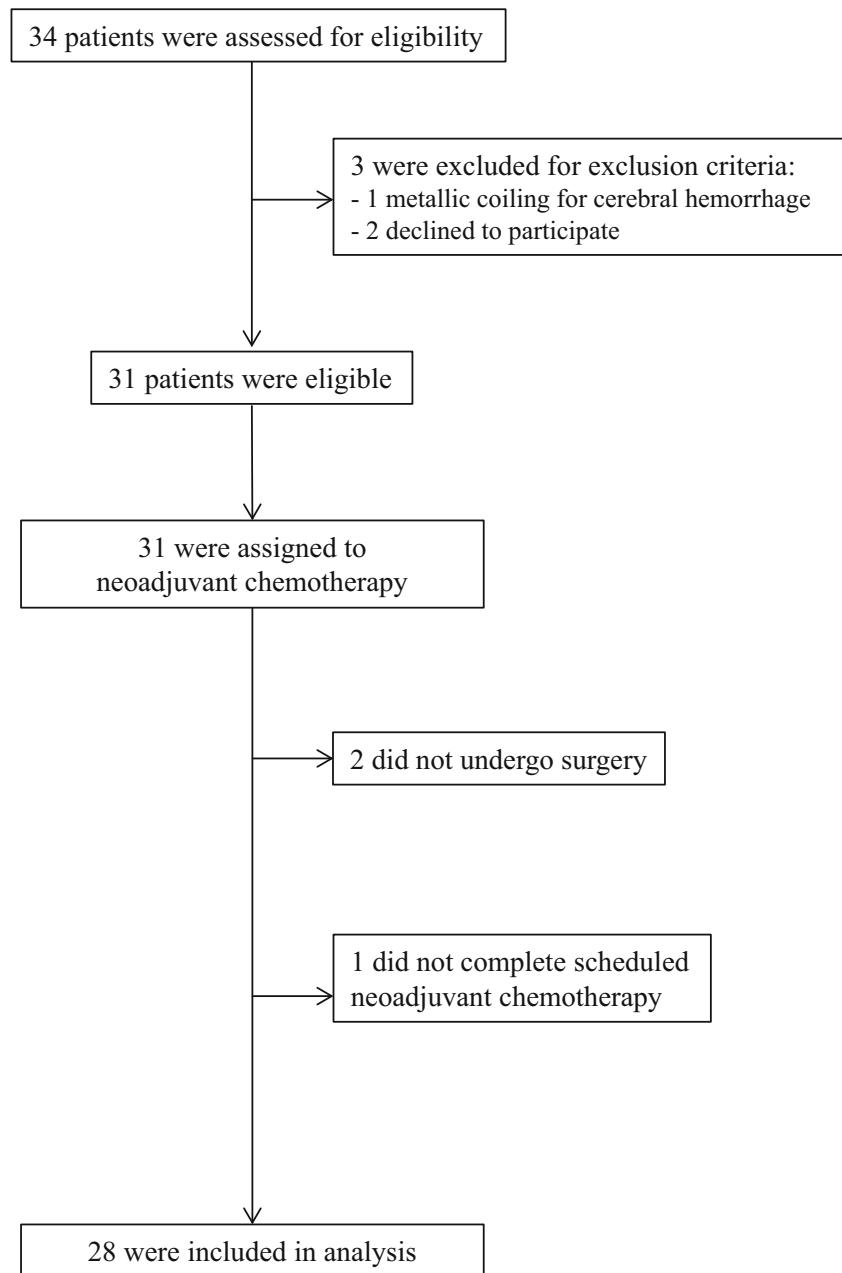 34 patients were assessed for eligibility
3 were excluded for exclusion criteria:
- 1 metallic coiling for cerebral hemorrhage
- 2 declined to participate
31 patients were eligible
31 were assigned to
neoadjuvant chemotherapy
2 did not undergo surgery
1 did not complete scheduled
neoadjuvant chemotherapy
28 were included in analysis